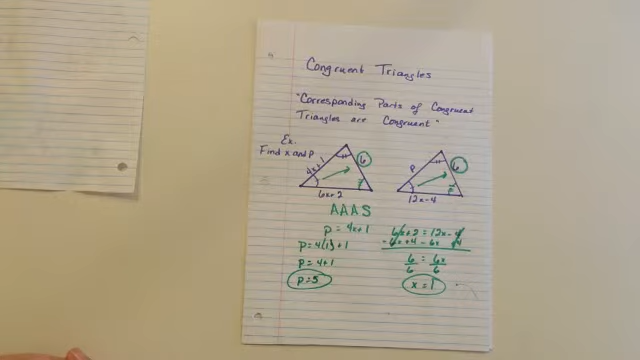 Congruent Triangles
"Corresponding Parts of Congruent
Triangles are Congruent"
Ex.
Find x and p
4x+1
6
6x+2
p
6
12x-4
AAAS
p = 4x+1
p = 4(1)+1
p = 4+1
p = 5
6x+2 = 12x-4
-6x+4 -6x +4
6 = 6x
6 6
x = 1